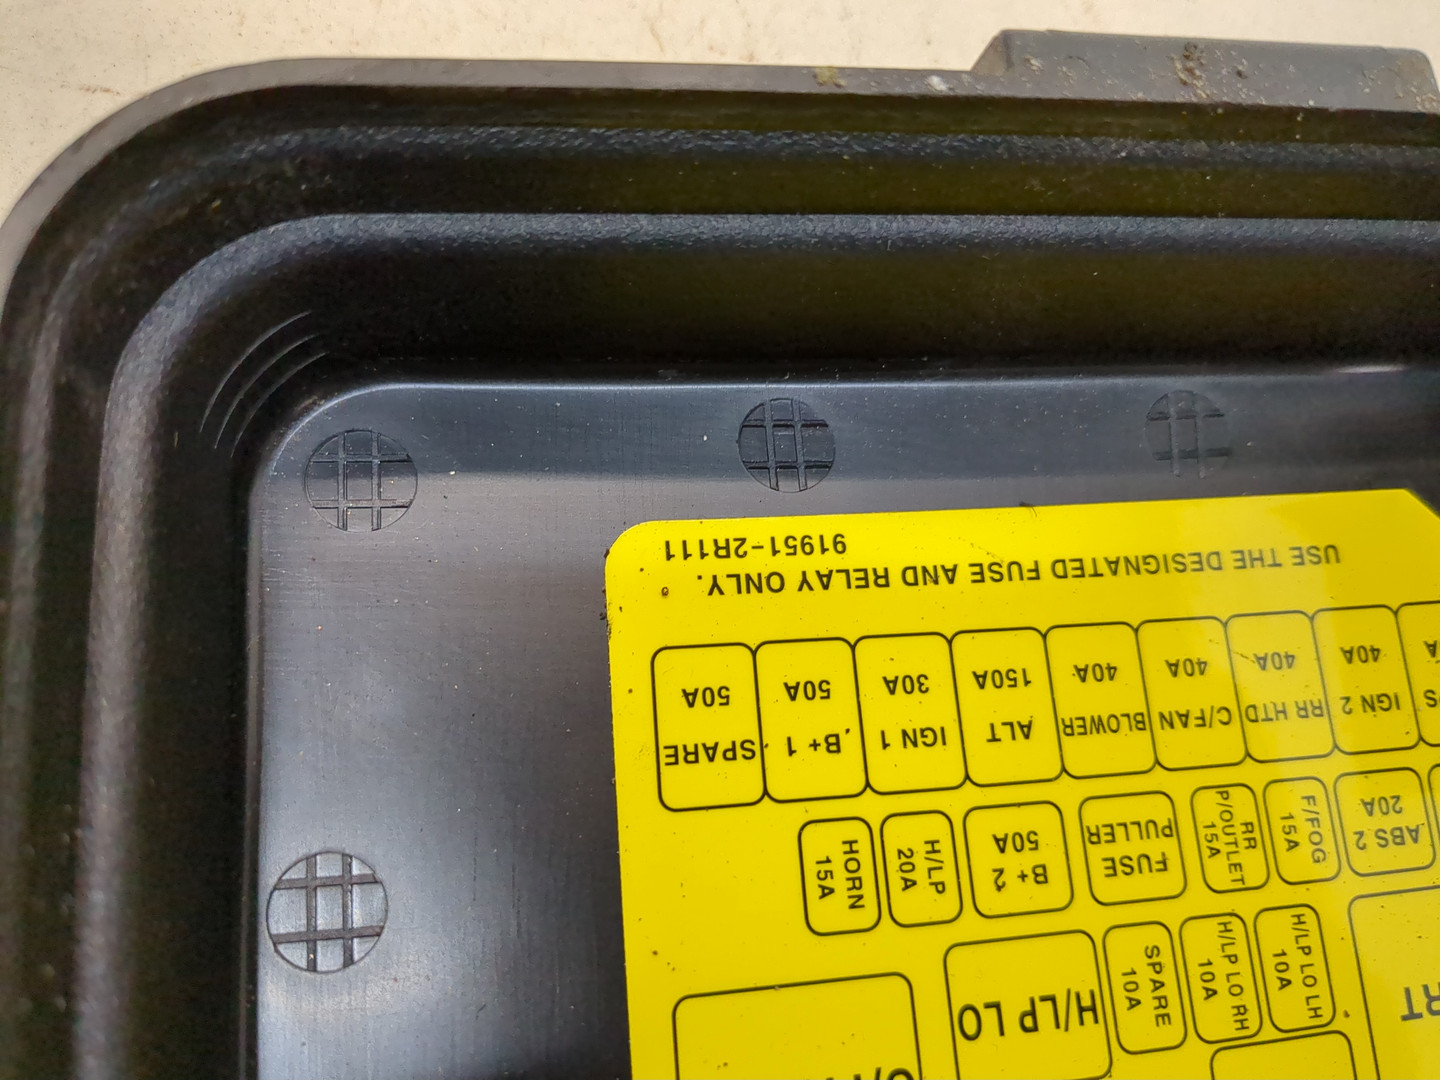 H/LP LO LH
10A
H/LP LO RH
10A
SPARE
10A
H/LP LO
ABS 2
20A
F/FOG
15A
RR
P/OUTLET
15A
FUSE
PULLER
B+2
50A
H/LP
20A
HORN
15A
IGN 2
40A
RR HTD
40A
C/FAN
40A
BLOWER
40A
ALT
150A
IGN 1
30A
B+1
50A
SPARE
50A
USE THE DESIGNATED FUSE AND RELAY ONLY.
91951-2R111